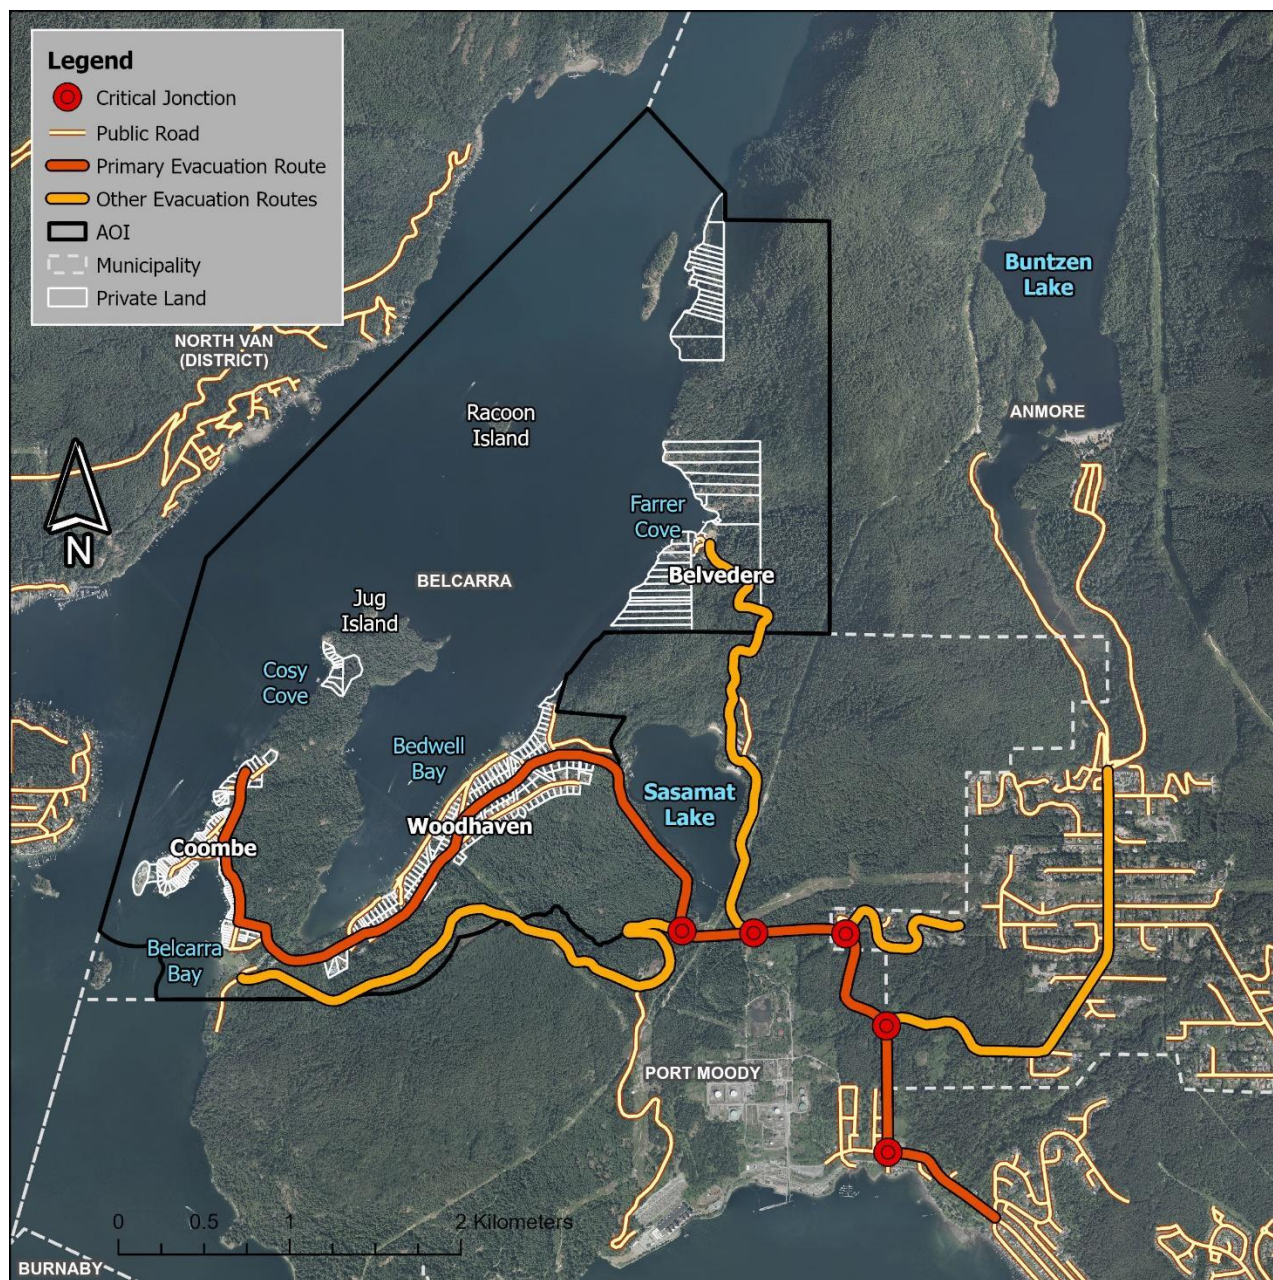 Legend
Critical Jonction
Public Road
Primary Evacuation Route
Other Evacuation Routes
AOI
Municipality
Private Land
NORTH VAN
(DISTRICT)
Buntzen
Lake
ANMORE
Racoon
Island
Farrer
Cove
N
BELCARRA
Belvedere
Jug
Island
Cosy
Cove
Bedwell
Bay
Sasamat
Lake
Woodhaven
Coombe
Belcarra
Bay
PORT MOODY
0 0.5 1 2 Kilometers
BURNABY